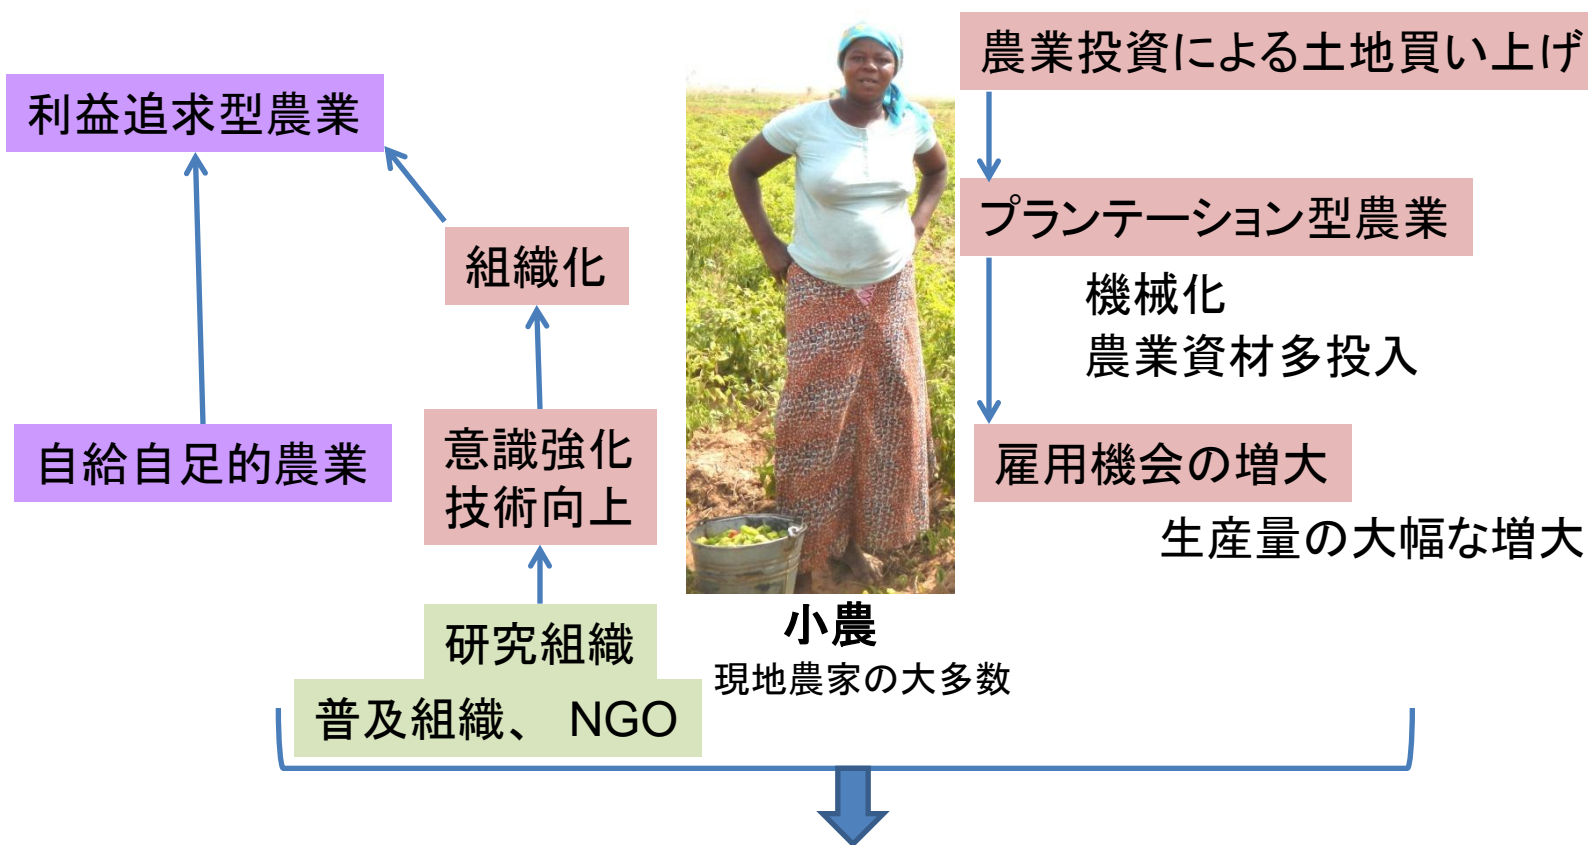 農業投資による土地買い上げ
利益追求型農業
プランテーション型農業
組織化
機械化
農業資材多投入
意識強化
技術向上
自給自足的農業
雇用機会の増大
生産量の大幅な増大
小農
研究組織
現地農家の大多数
普及組織、 NGO